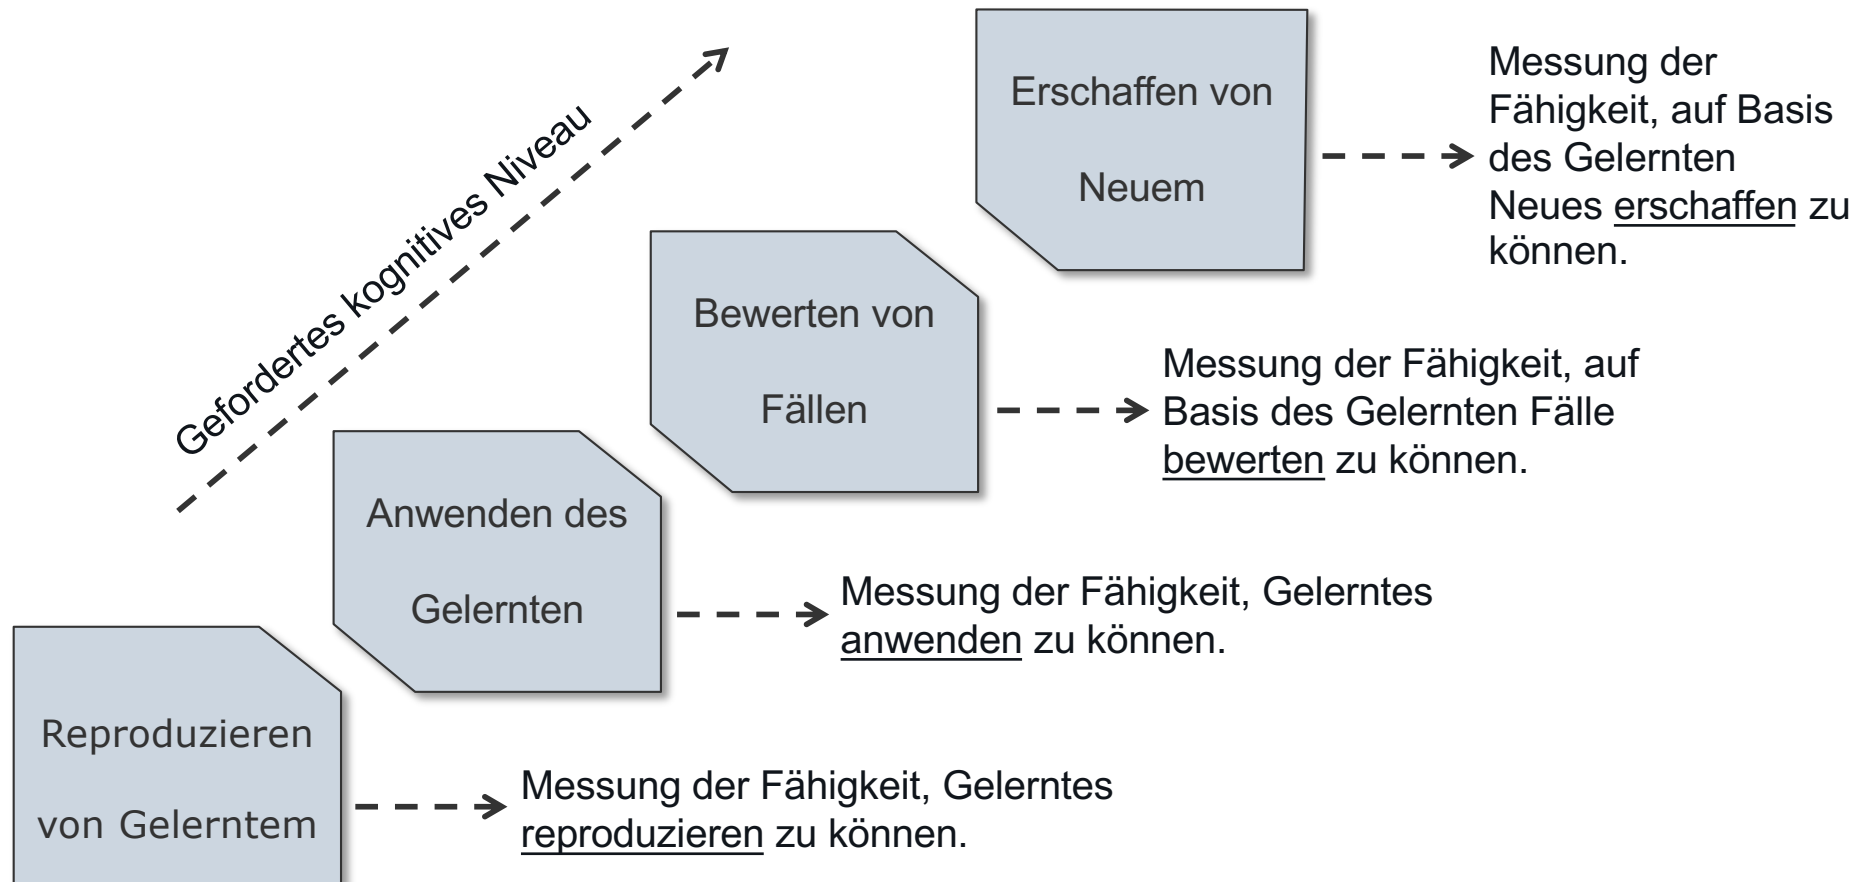 Gefordertes kognitives Niveau
Erschaffen von
Neuem
Messung der
Fähigkeit, auf Basis
des Gelernten
Neues erschaffen zu
können.
Bewerten von
Fällen
Messung der Fähigkeit, auf
Basis des Gelernten Fälle
bewerten zu können.
Anwenden des
Gelernten
Messung der Fähigkeit, Gelerntes
anwenden zu können.
Reproduzieren
von Gelerntem
Messung der Fähigkeit, Gelerntes
reproduzieren zu können.